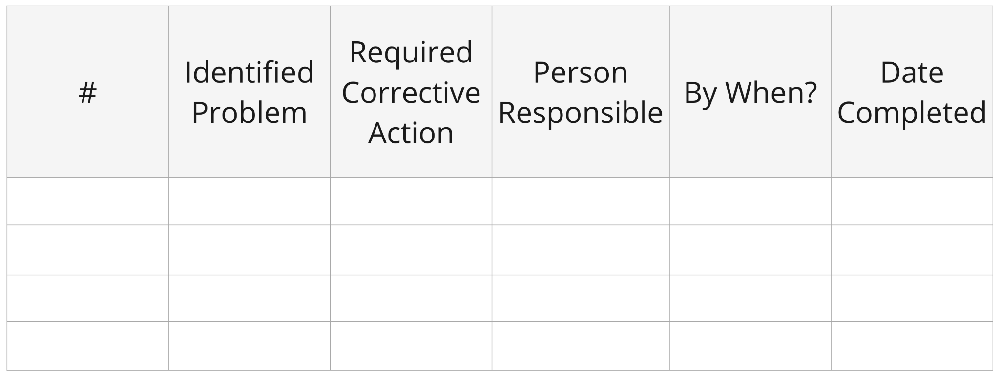 #
Identified
Problem
Required
Corrective
Action
Person
Responsible
By When?
Date
Completed